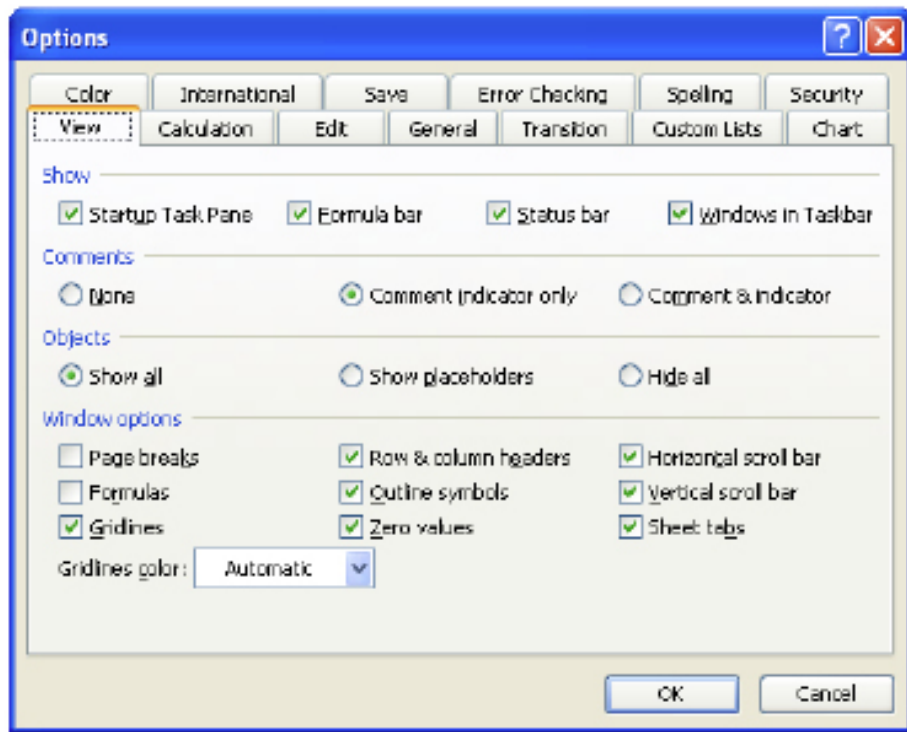 Options
Color International Save Error Checking Spelling Security
View Calculation Edit General Transition Custom Lists Chart
Show
Startup Task Pane Formula bar Status bar Windows in Taskbar
Comments
None Comment indicator only Comment & indicator
Objects
Show all Show placeholders Hide all
Window options
Page breaks Row & column headers Horizontal scroll bar
Formulas Outline symbols Vertical scroll bar
Gridlines Zero values Sheet tabs
Gridlines color: Automatic
OK Cancel